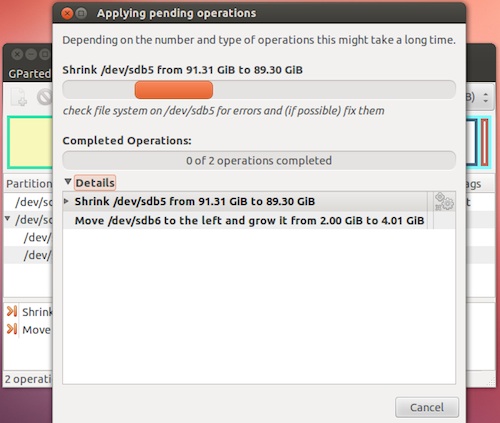 Applying pending operations
Depending on the number and type of operations this might take a long time.
GParted
Shrink /dev/sdb5 from 91.31 GiB to 89.30 GiB
B)
check file system on /dev/sdb5 for errors and (if possible) fix them
Completed Operations:
0 of 2 operations completed
Partition
Details
ags
/dev/sd
Shrink /dev/sdb5 from 91.31 GiB to 89.30 GiB
/dev/sd
Move /dev/sdb6 to the left and grow it from 2.00 GiB to 4.01 GiB
/dev/
/dev/
Shrink
Move
2 operati
Cancel